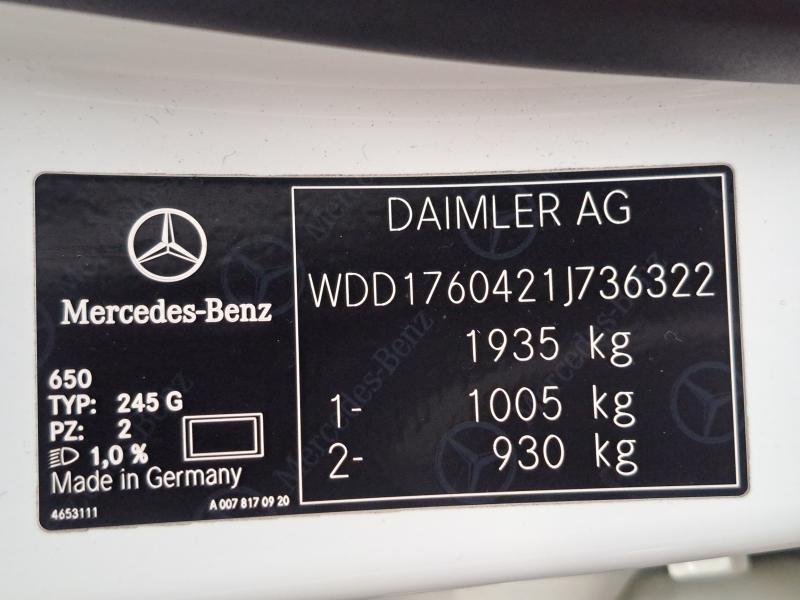 Mercedes-Benz
650
TYP: 245 G
PZ: 2
1,0 %
Made in Germany
4653111
A 007 817 09 20
DAIMLER AG
WDD1760421J736322
1935 kg
1- 1005 kg
2- 930 kg